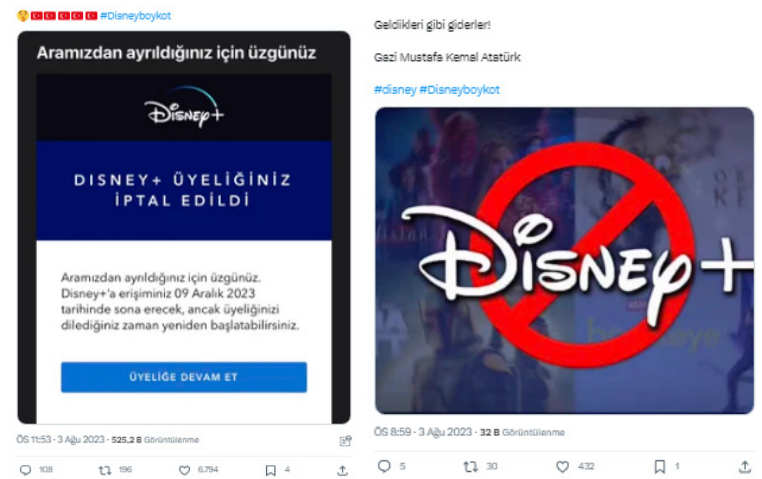 #Disneyboykot
Aramızdan ayrıldığınız için üzgünüz
Disney+
DISNEY+ ÜYELİĞİNİZ
İPTAL EDİLDİ
Aramızdan ayrıldığınız için üzgünüz.
Disney+'a erişiminiz 09 Aralık 2023
tarihinde sona erecek, ancak üyeliğinizi
dilediğiniz zaman yeniden başlatabilirsiniz.
ÜYELİĞE DEVAM ET
ÖS 11:53 · 3 Ağu 2023 · 525,2 B Görüntülenme
108 196 6.794 4
Geldikleri gibi giderler!
Gazi Mustafa Kemal Atatürk
#disney #Disneyboykot
Disney+
ÖS 8:59 · 3 Ağu 2023 · 32 B Görüntülenme
5 30 432 1